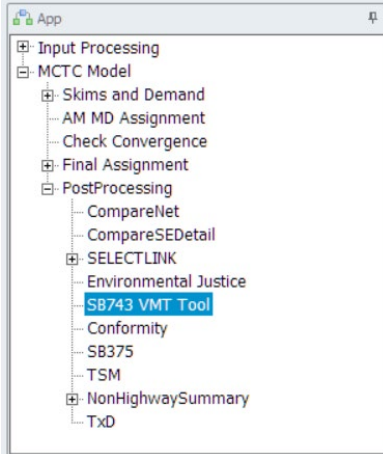 App
Input Processing
MCTC Model
Skims and Demand
AM MD Assignment
Check Convergence
Final Assignment
PostProcessing
CompareNet
CompareSEDetail
SELECTLINK
Environmental Justice
SB743 VMT Tool
Conformity
SB375
TSM
NonHighwaySummary
TxD